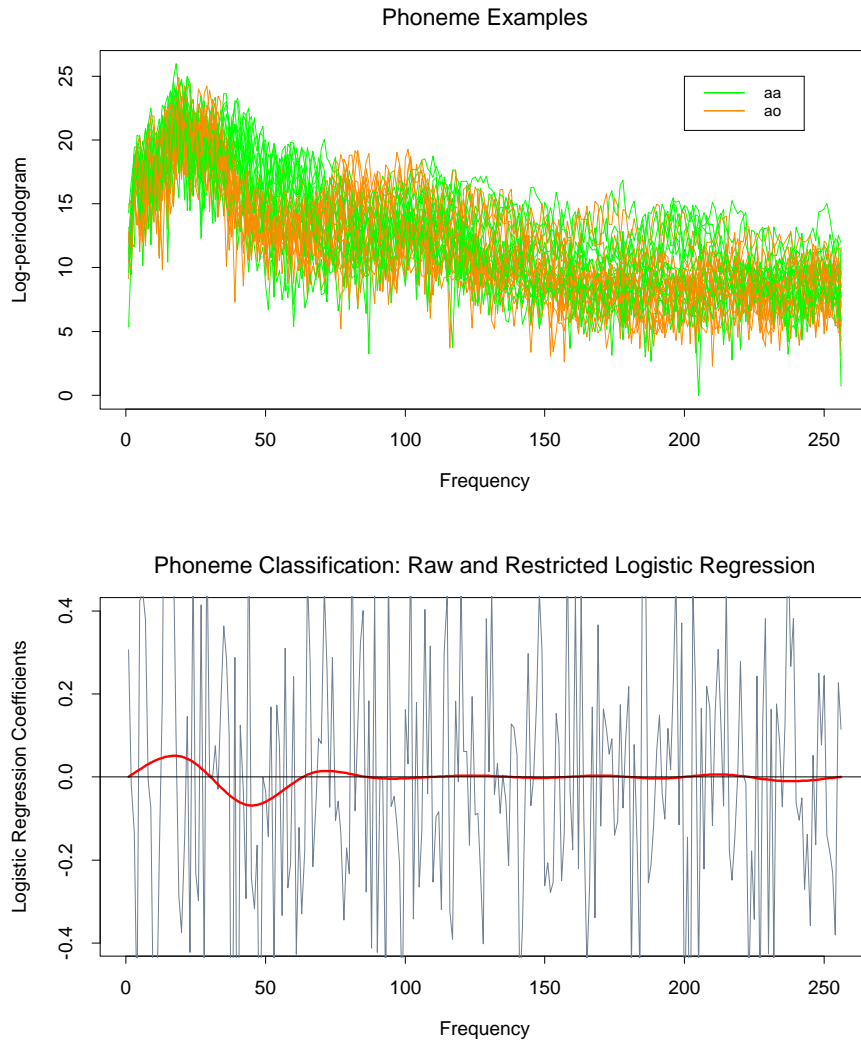 Phoneme Examples
25
20
15
10
5
0
Log-periodogram
aa
ao
0 50 100 150 200 250
Frequency
Phoneme Classification: Raw and Restricted Logistic Regression
0.4
0.2
0.0
-0.2
-0.4
Logistic Regression Coefficients
0 50 100 150 200 250
Frequency